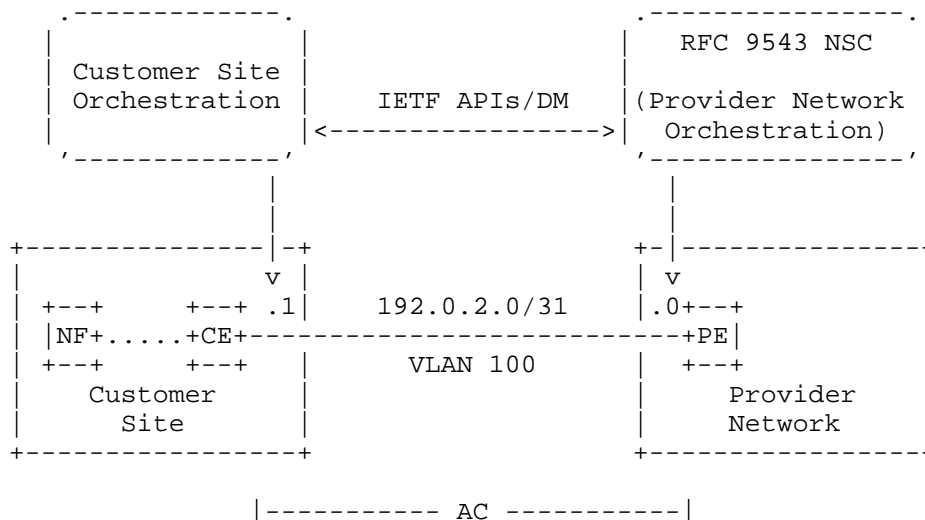 RFC 9543 NSC
Customer Site
Orchestration IETF APIs/DM (Provider Network
Orchestration)
v v
.1 192.0.2.0/31 .0
NF.....CE PE
VLAN 100
Customer Provider
Site Network
AC